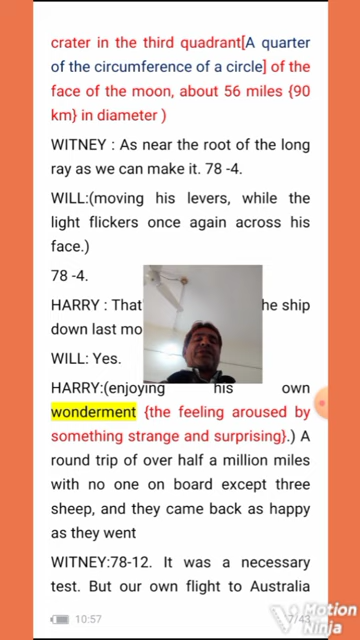 crater in the third quadrant[A quarter
of the circumference of a circle] of the
face of the moon, about 56 miles {90
km} in diameter )
WITNEY : As near the root of the long
ray as we can make it. 78 -4.
WILL:(moving his levers, while the
light flickers once again across his
face.)
78 -4.
HARRY : That he ship
down last mo
WILL: Yes.
HARRY:(enjoying his own
wonderment {the feeling aroused by
something strange and surprising}.) A
round trip of over half a million miles
with no one on board except three
sheep, and they came back as happy
as they went
WITNEY:78-12. It was a necessary
test. But our own flight to Australia
10:57
7/43
Motion
Ninja